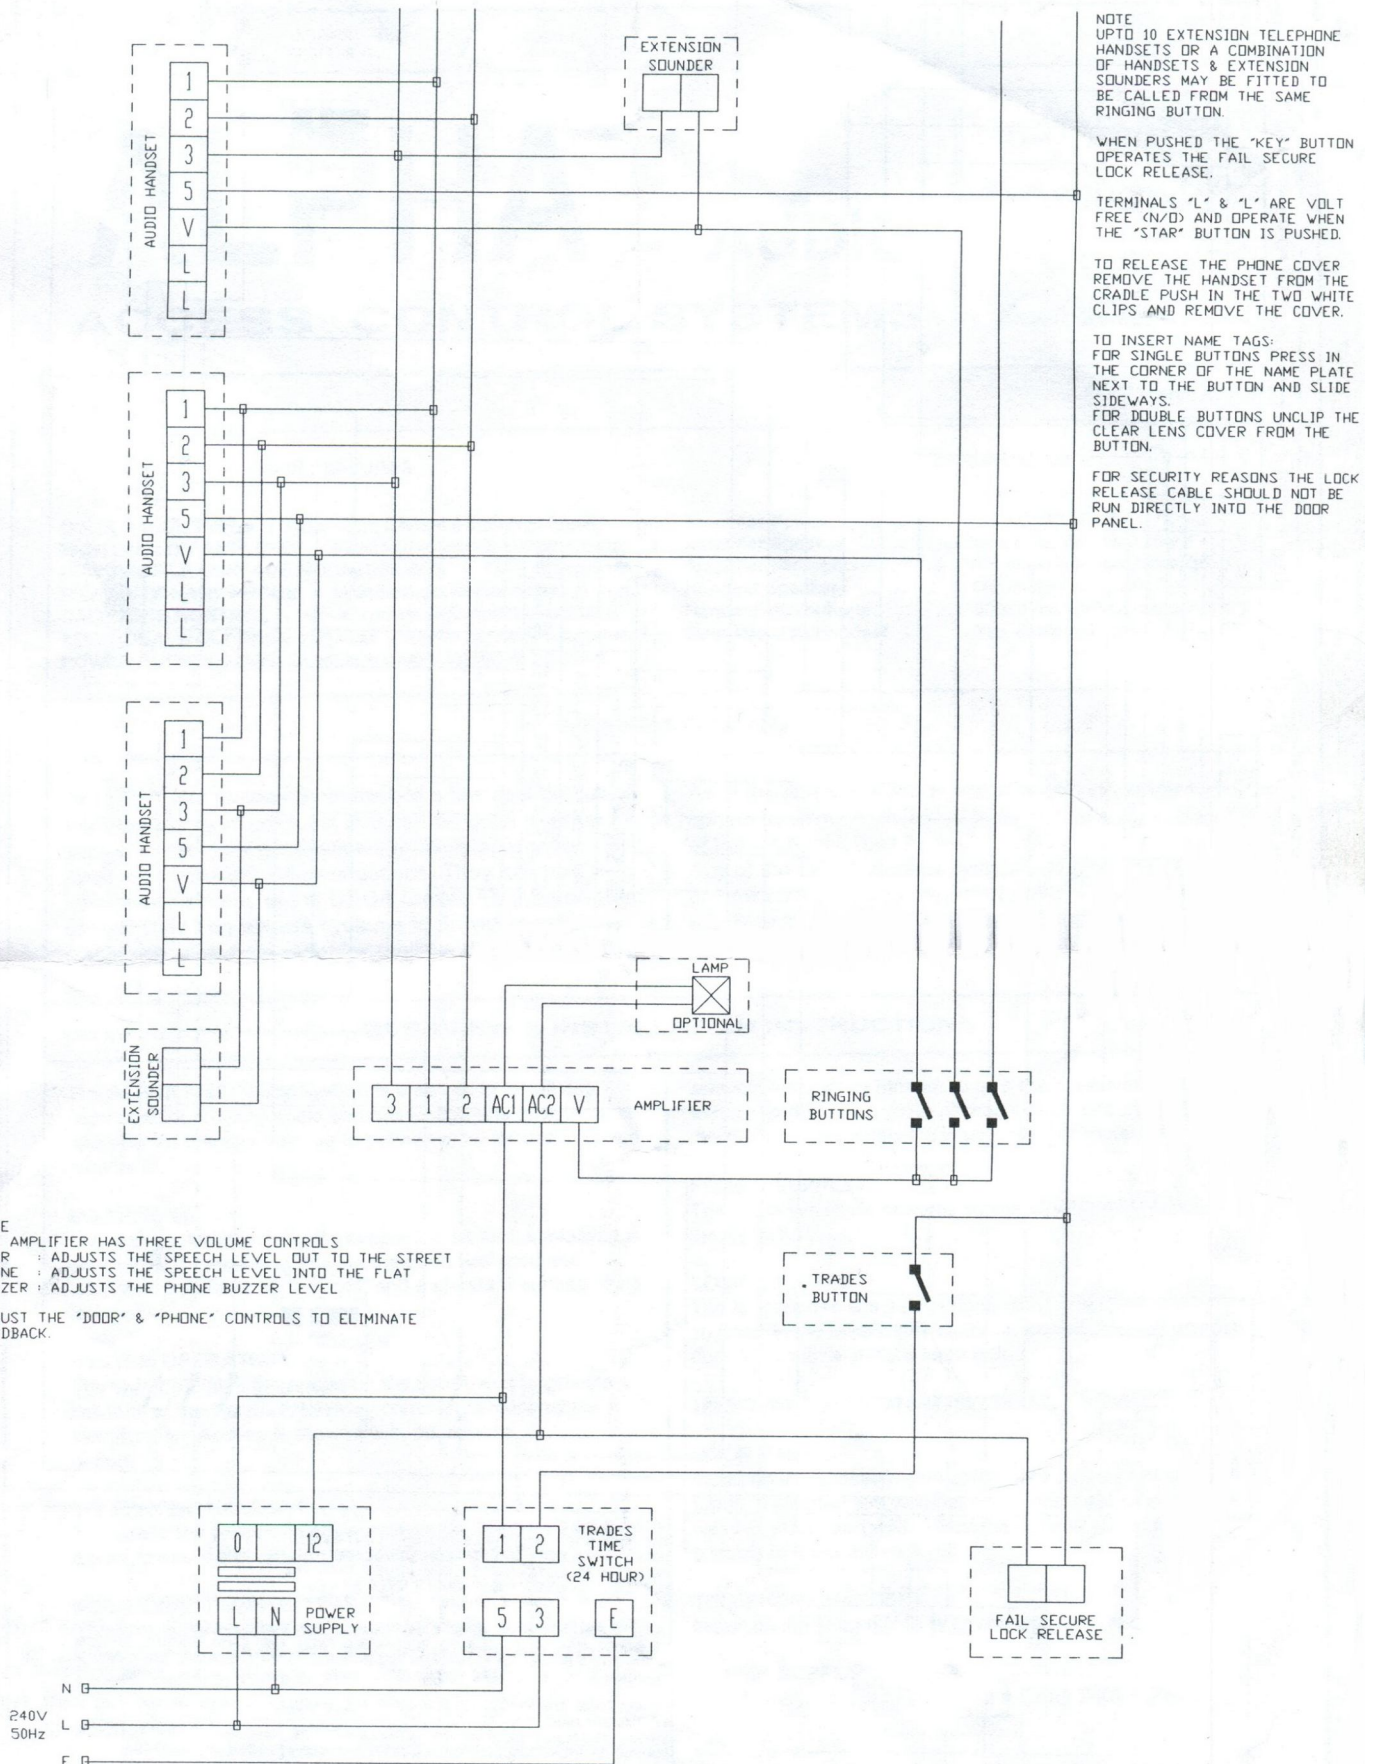 NOTE
UPTO 10 EXTENSION TELEPHONE
HANDSETS OR A COMBINATION
OF HANDSETS & EXTENSION
SOUNDERS MAY BE FITTED TO
BE CALLED FROM THE SAME
RINGING BUTTON.
WHEN PUSHED THE "KEY" BUTTON
OPERATES THE FAIL SECURE
LOCK RELEASE.
TERMINALS "L" & "L" ARE VOLT
FREE (N/O) AND OPERATE WHEN
THE "STAR" BUTTON IS PUSHED.
TO RELEASE THE PHONE COVER
REMOVE THE HANDSET FROM THE
CRADLE PUSH IN THE TWO WHITE
CLIPS AND REMOVE THE COVER.
TO INSERT NAME TAGS:
FOR SINGLE BUTTONS PRESS IN
THE CORNER OF THE NAME PLATE
NEXT TO THE BUTTON AND SLIDE
SIDEWAYS.
FOR DOUBLE BUTTONS UNCLIP THE
CLEAR LENS COVER FROM THE
BUTTON.
FOR SECURITY REASONS THE LOCK
RELEASE CABLE SHOULD NOT BE
RUN DIRECTLY INTO THE DOOR
PANEL.
EXTENSION
SOUNDER
AUDIO HANDSET
1
2
3
5
V
L
L
AUDIO HANDSET
1
2
3
5
V
L
L
AUDIO HANDSET
1
2
3
5
V
L
L
EXTENSION
SOUNDER
LAMP
OPTIONAL
3 1 2 AC1 AC2 V
AMPLIFIER
RINGING
BUTTONS
E
AMPLIFIER HAS THREE VOLUME CONTROLS
R : ADJUSTS THE SPEECH LEVEL OUT TO THE STREET
NE : ADJUSTS THE SPEECH LEVEL INTO THE FLAT
ZER : ADJUSTS THE PHONE BUZZER LEVEL
UST THE "DOOR" & "PHONE" CONTROLS TO ELIMINATE
DBACK.
TRADES
BUTTON
0 12
L N
POWER
SUPPLY
1 2
TRADES
TIME
SWITCH
(24 HOUR)
5 3 E
FAIL SECURE
LOCK RELEASE
N
240V
50Hz
L
E